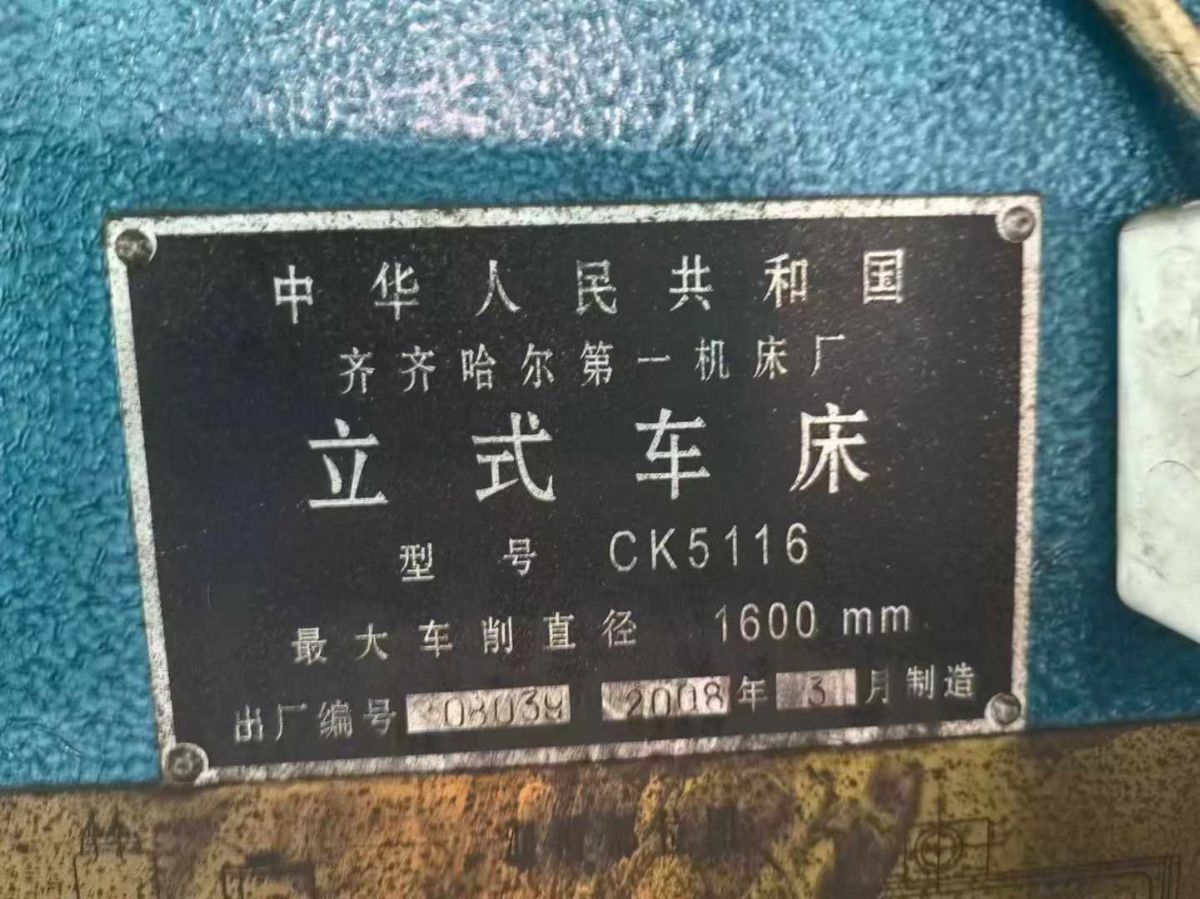 中华人民共和国
齐齐哈尔第一机床厂
立式车床
型号 CK5116
最大车削直径 1600 mm
出厂编号 08039 2008年 3月制造